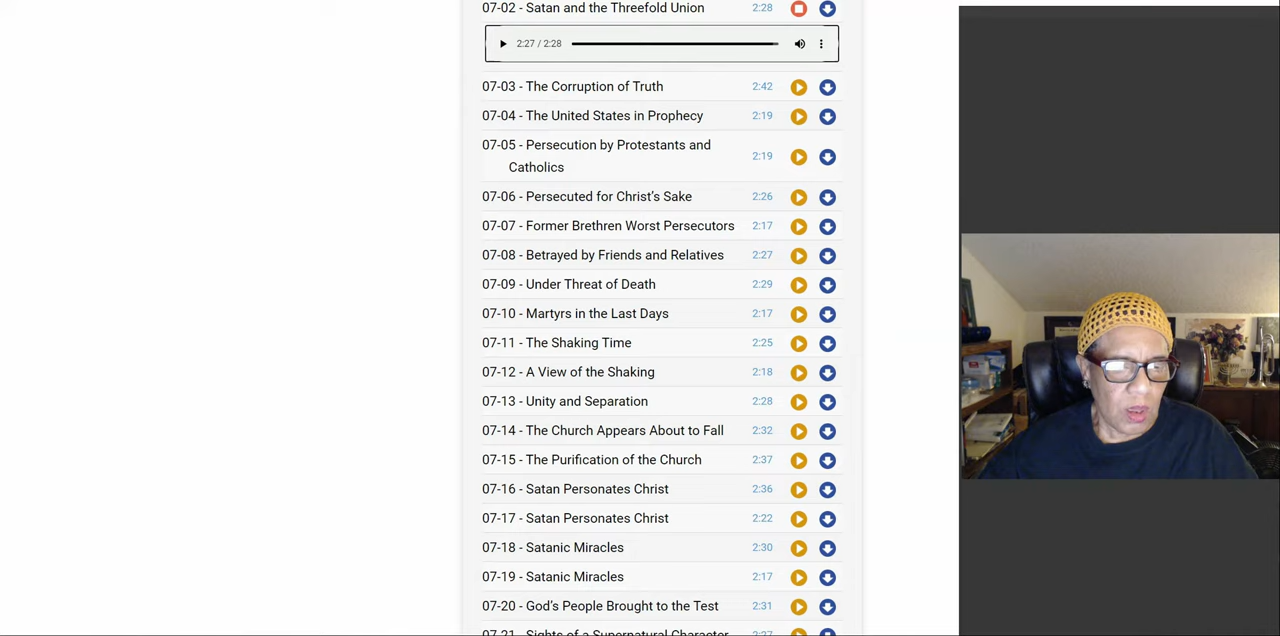 07-02 - Satan and the Threefold Union 2:28
2:27 / 2:28
07-03 - The Corruption of Truth 2:42
07-04 - The United States in Prophecy 2:19
07-05 - Persecution by Protestants and
Catholics 2:19
07-06 - Persecuted for Christ’s Sake 2:26
07-07 - Former Brethren Worst Persecutors 2:17
07-08 - Betrayed by Friends and Relatives 2:27
07-09 - Under Threat of Death 2:29
07-10 - Martyrs in the Last Days 2:17
07-11 - The Shaking Time 2:25
07-12 - A View of the Shaking 2:18
07-13 - Unity and Separation 2:28
07-14 - The Church Appears About to Fall 2:32
07-15 - The Purification of the Church 2:37
07-16 - Satan Personates Christ 2:36
07-17 - Satan Personates Christ 2:22
07-18 - Satanic Miracles 2:30
07-19 - Satanic Miracles 2:17
07-20 - God’s People Brought to the Test 2:31
07-21 - Sights of a Supernatural Character 2:27